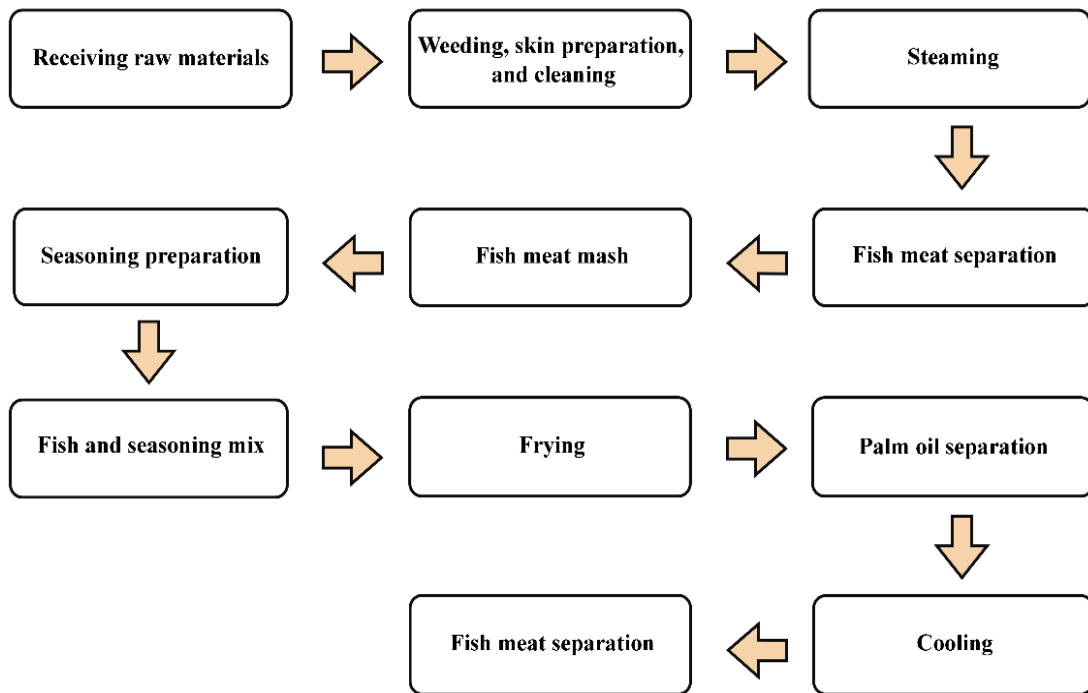 Receiving raw materials
Weeding, skin preparation,
and cleaning
Steaming
Fish meat separation
Fish meat mash
Seasoning preparation
Fish and seasoning mix
Frying
Palm oil separation
Cooling
Fish meat separation